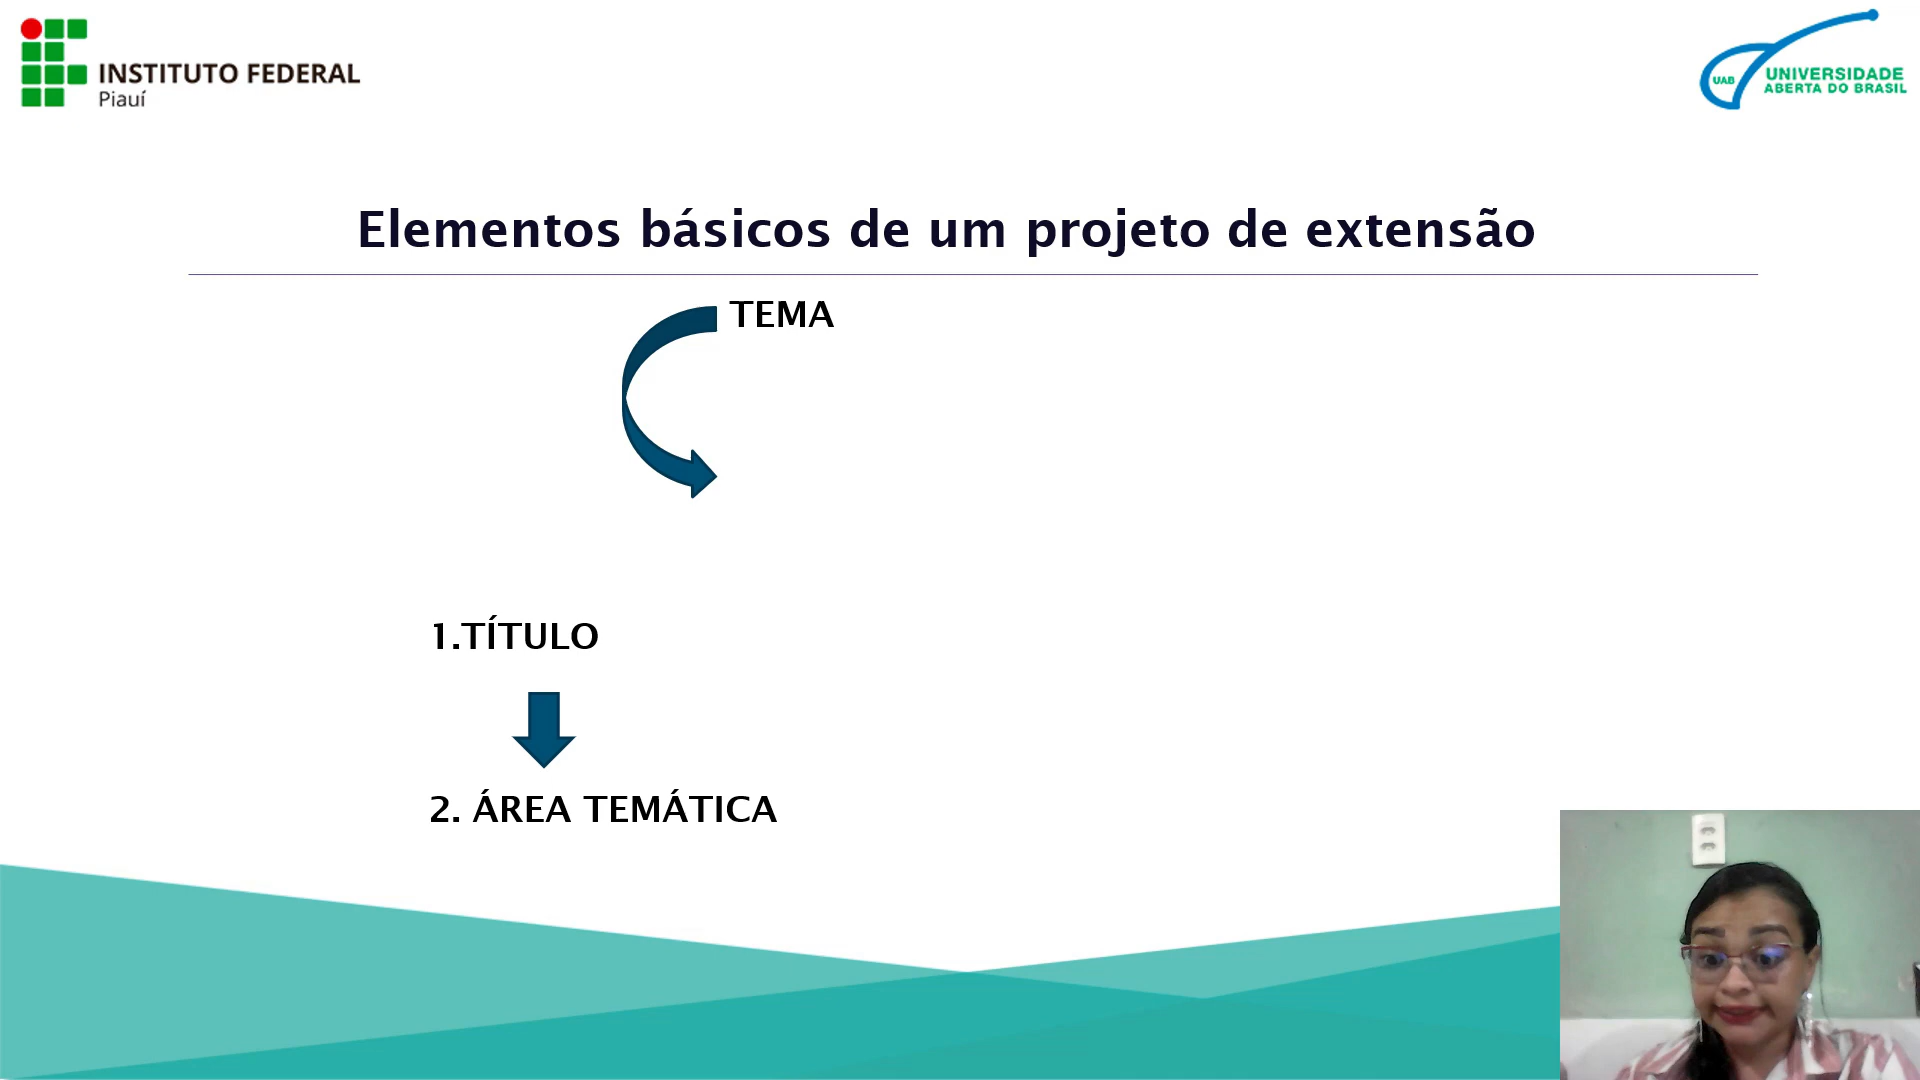 INSTITUTO FEDERAL
Piauí
UAB
UNIVERSIDADE
ABERTA DO BRASIL
Elementos básicos de um projeto de extensão
TEMA
1.TÍTULO
2. ÁREA TEMÁTICA